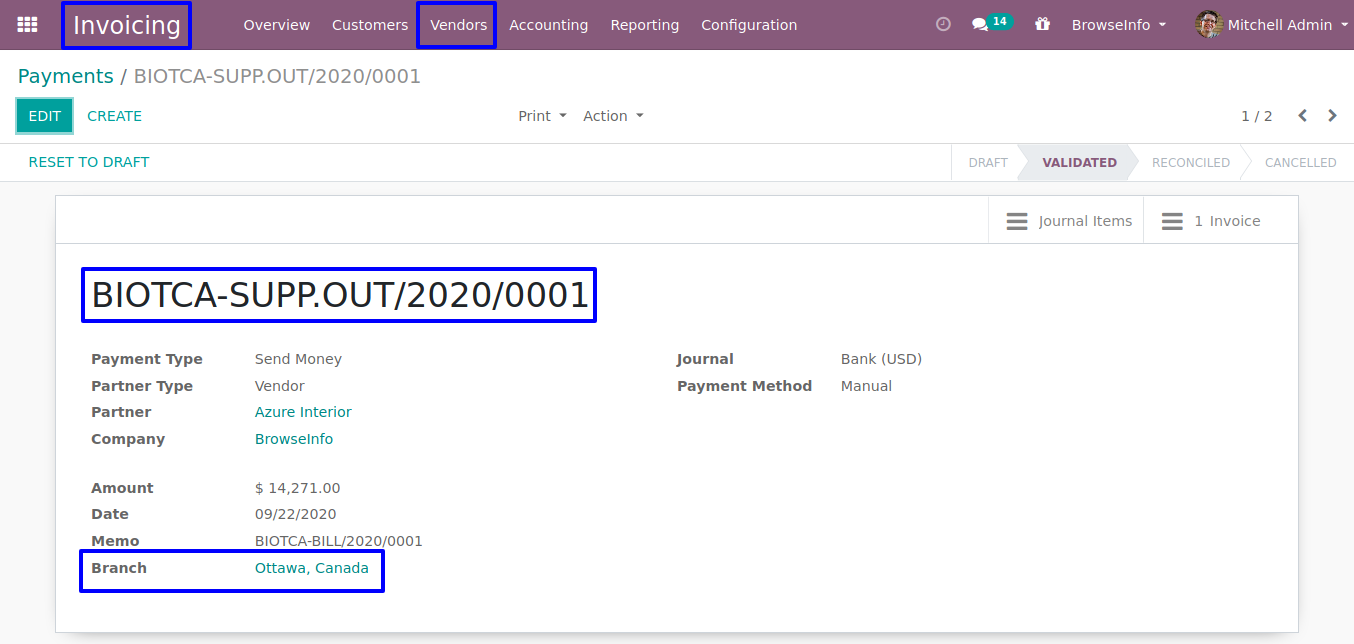 Invoicing Overview Customers Vendors Accounting Reporting Configuration 14 BrowseInfo Mitchell Admin
Payments / BIOTCA-SUPP.OUT/2020/0001
EDIT CREATE Print Action 1 / 2
RESET TO DRAFT DRAFT VALIDATED RECONCILED CANCELLED
Journal Items 1 Invoice
BIOTCA-SUPP.OUT/2020/0001
Payment Type Send Money Journal Bank (USD)
Partner Type Vendor Payment Method Manual
Partner Azure Interior
Company BrowseInfo
Amount $ 14,271.00
Date 09/22/2020
Memo BIOTCA-BILL/2020/0001
Branch Ottawa, Canada